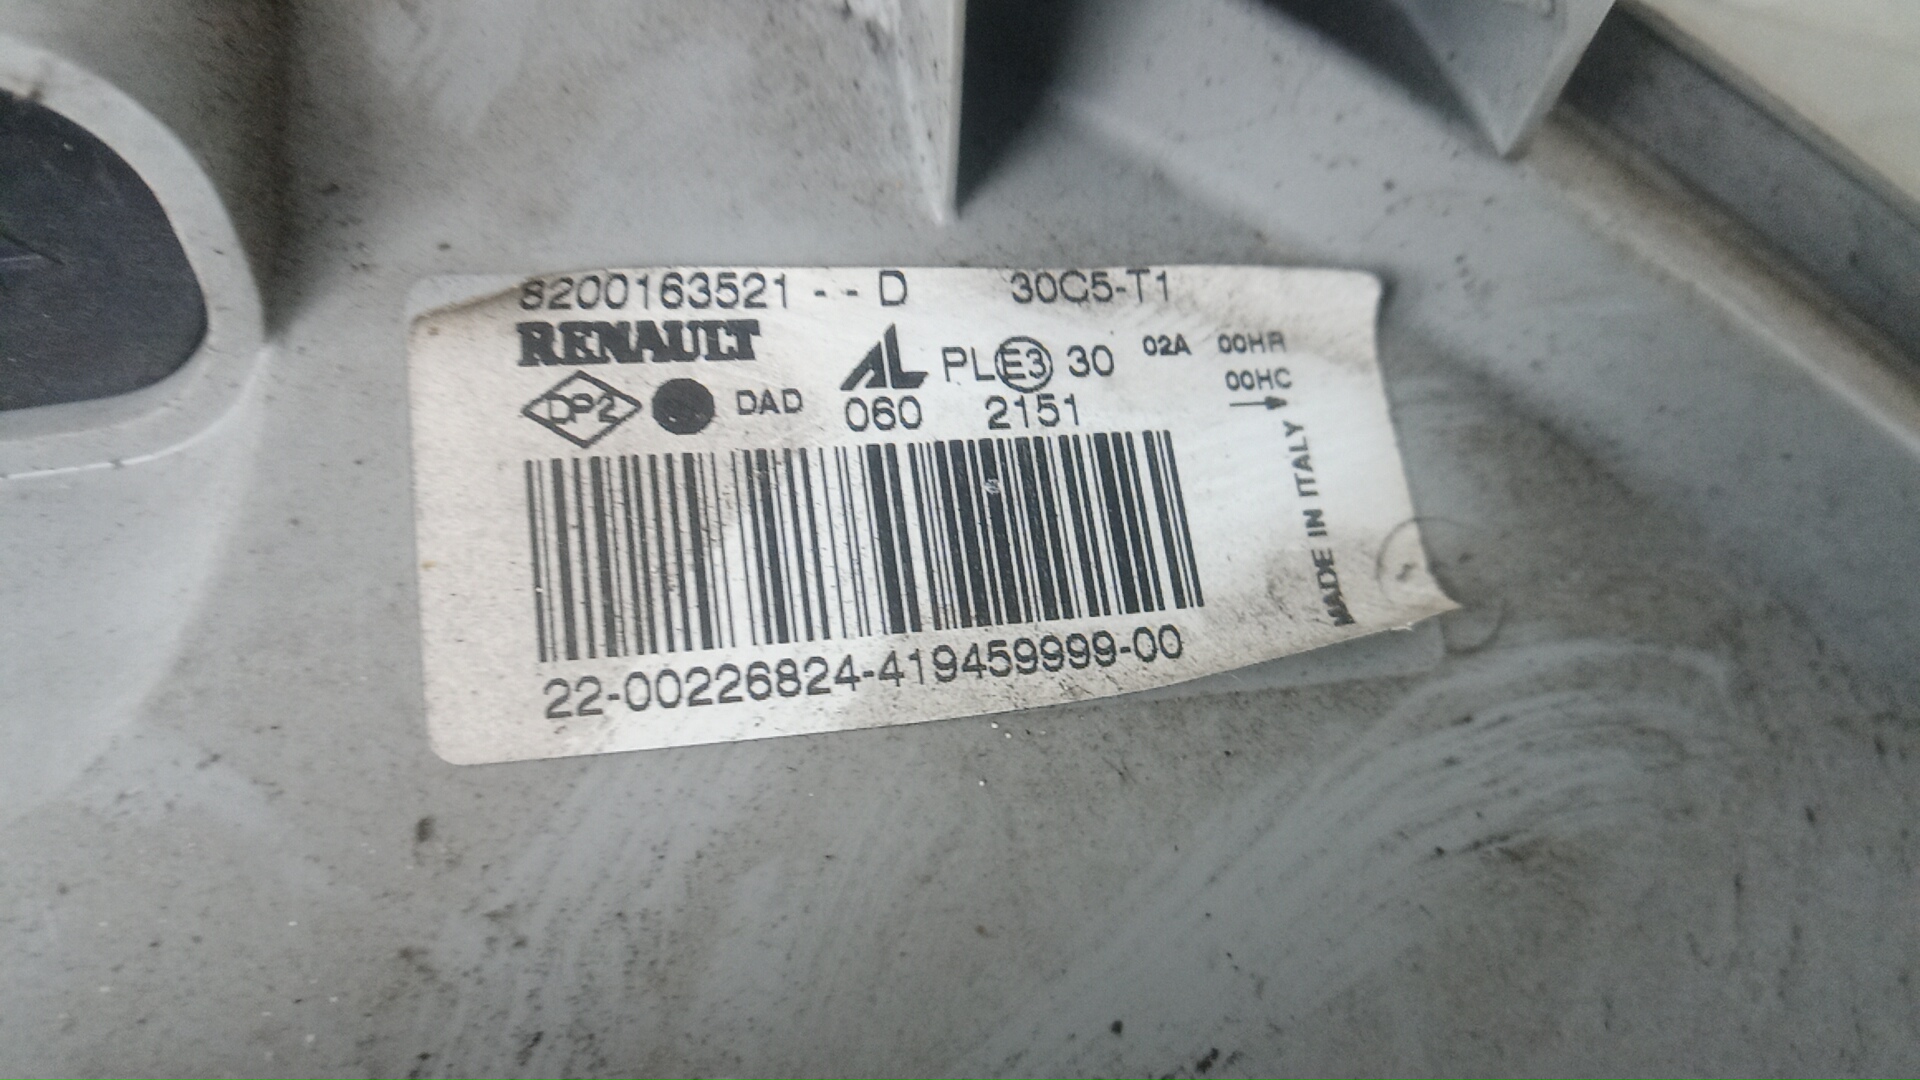 8200163521 - - D 30C5-T1
RENAULT
AL PL E3 30 02A 00HR
00HC
DP2 DAD 060 2151
MADE IN ITALY
22-00226824-419459999-00